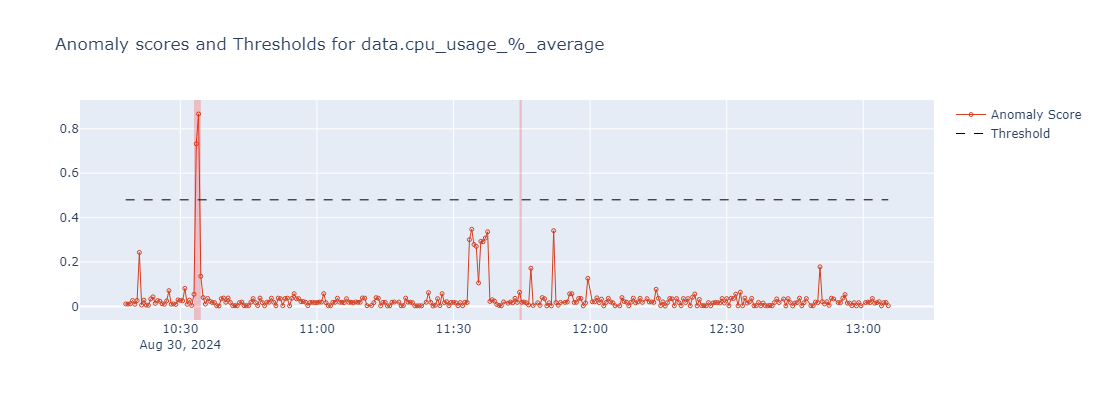 Anomaly scores and Thresholds for data.cpu_usage_%_average
Anomaly Score
Threshold
0.8
0.6
0.4
0.2
0
10:30 11:00 11:30 12:00 12:30 13:00
Aug 30, 2024